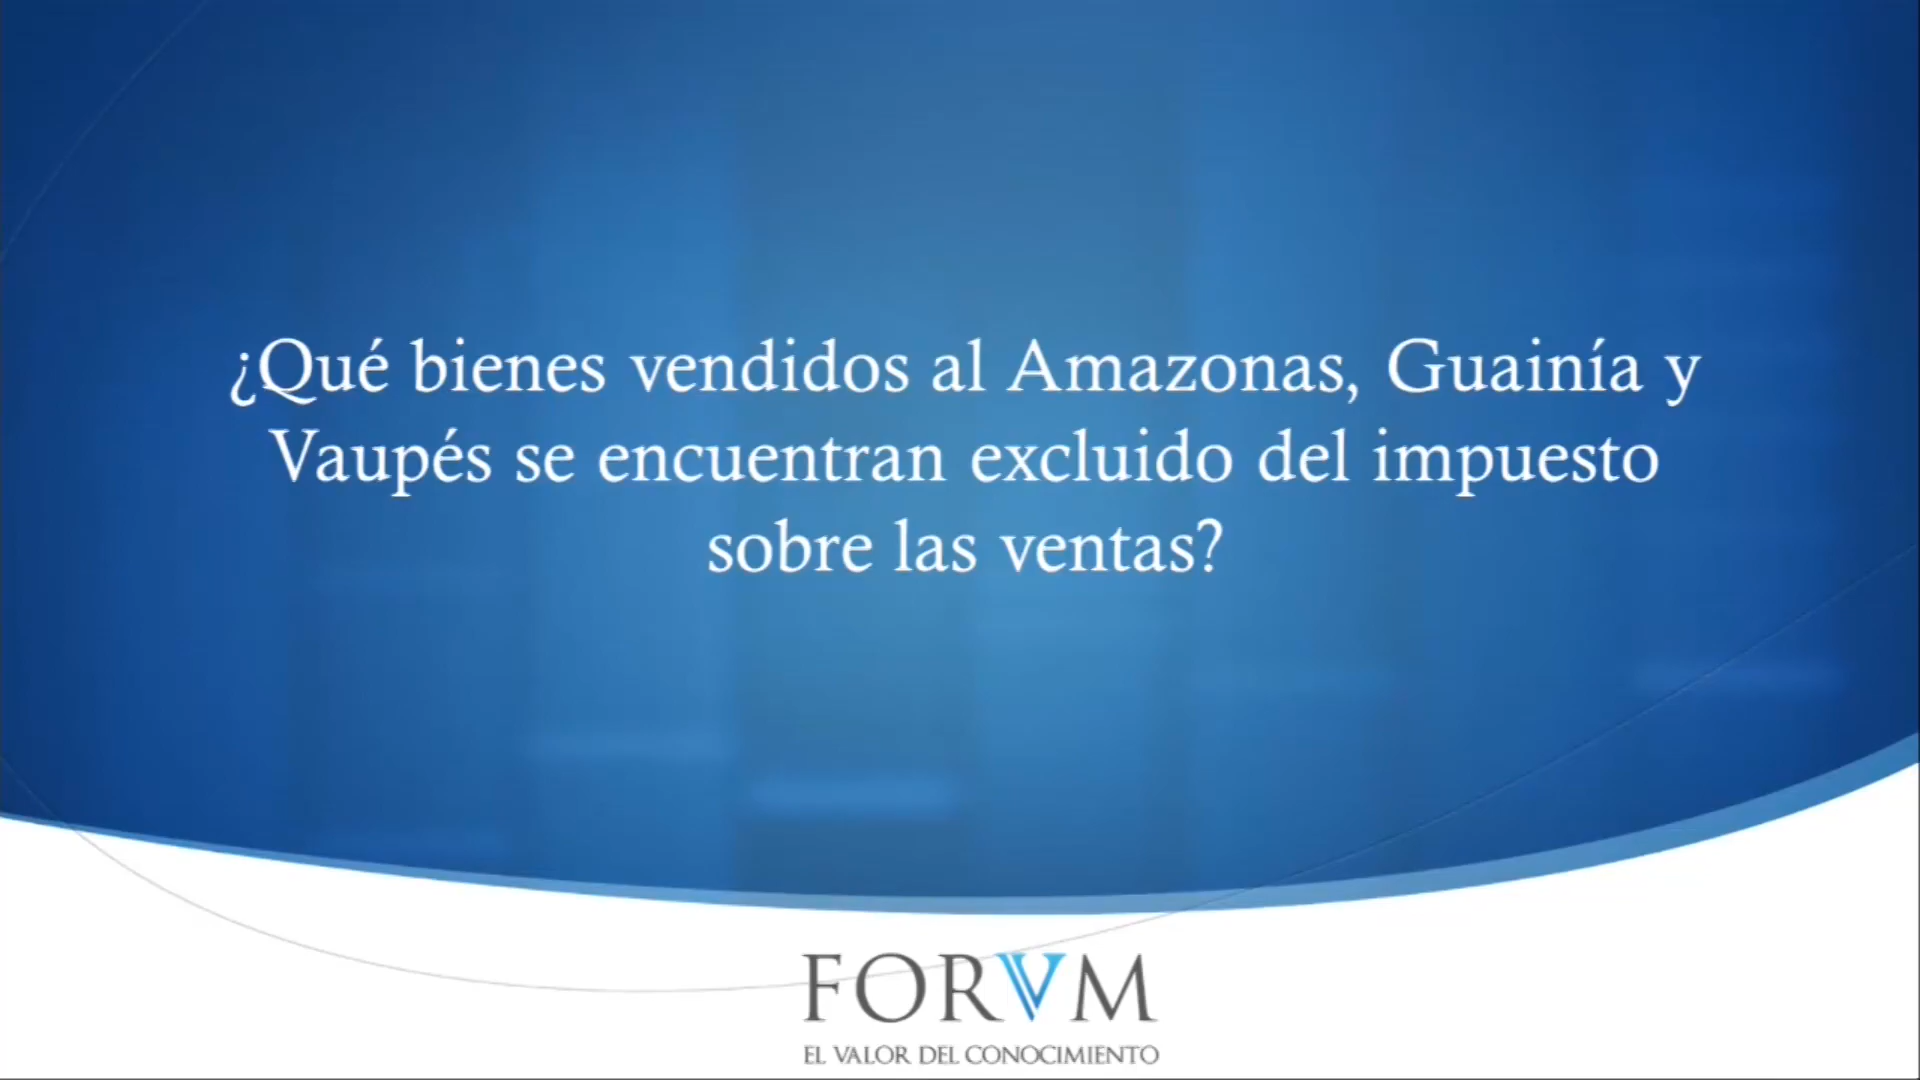 ¿Qué bienes vendidos al Amazonas, Guainía y
Vaupés se encuentran excluido del impuesto
sobre las ventas?
FORVM
EL VALOR DEL CONOCIMIENTO